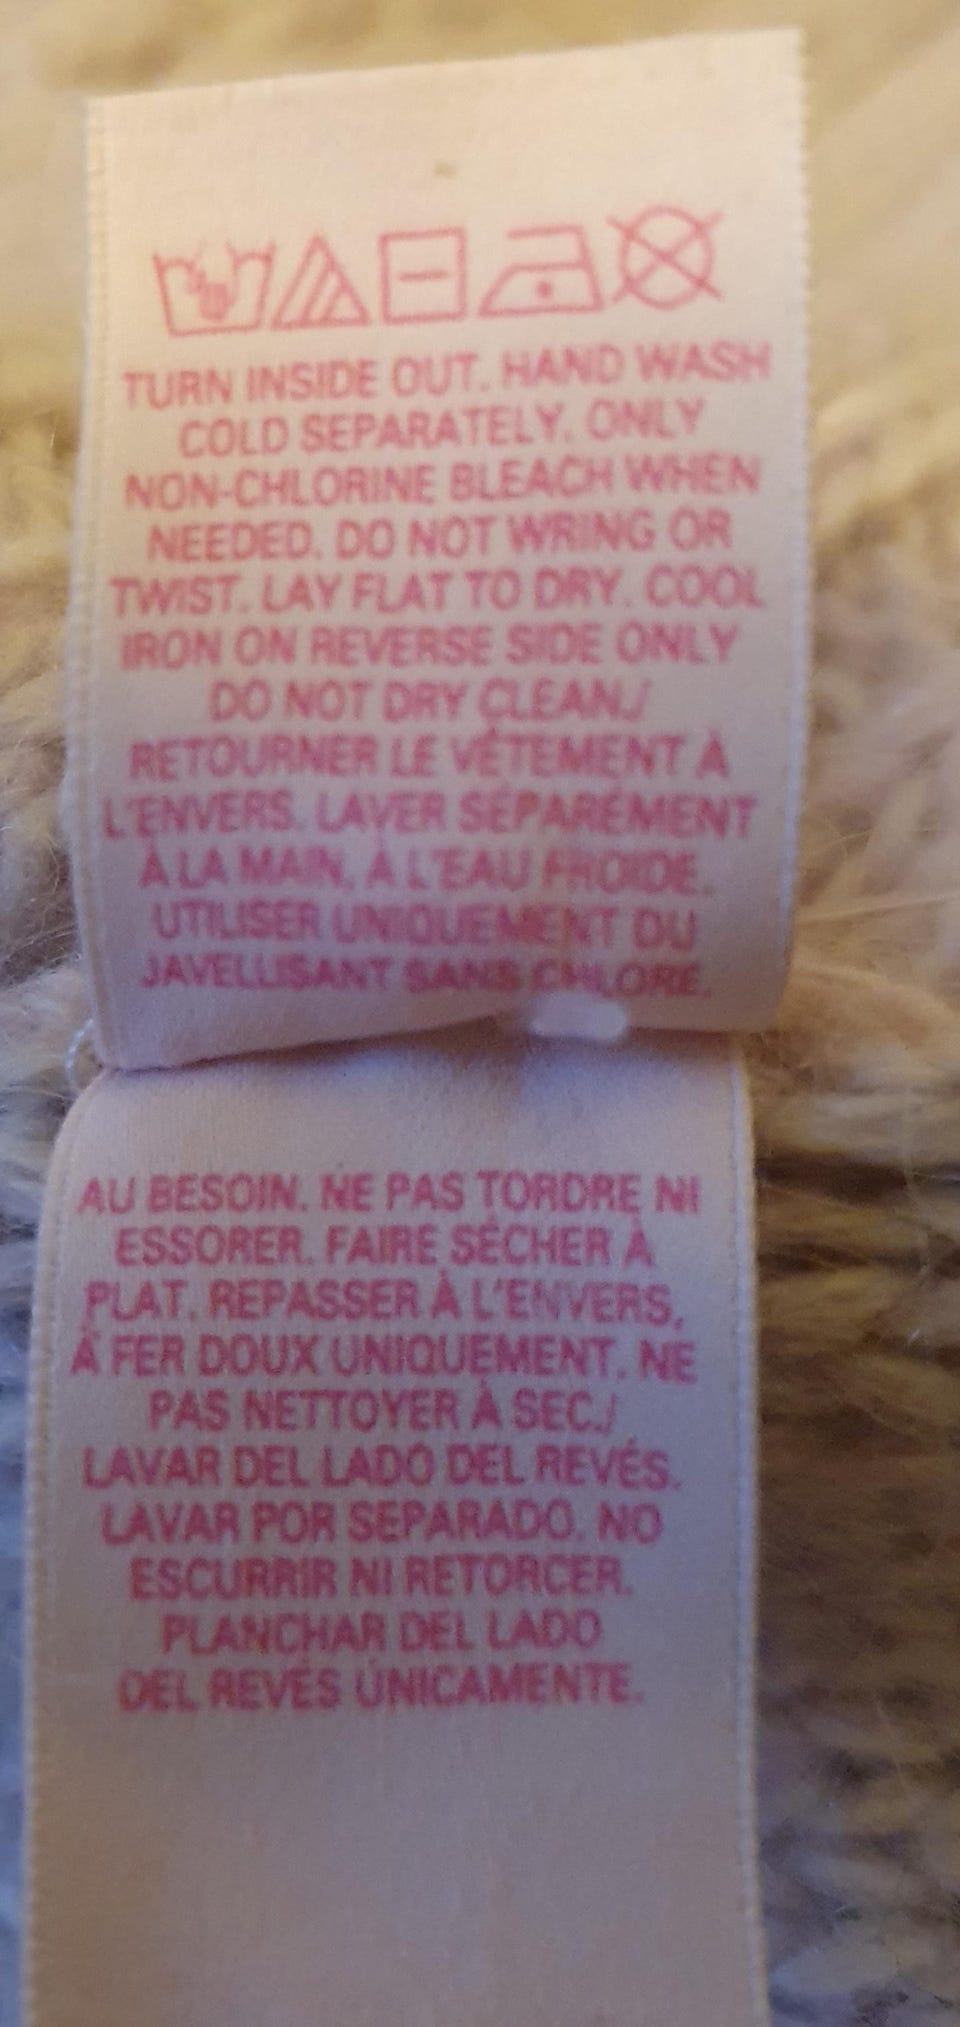 TURN INSIDE OUT. HAND WASH
COLD SEPARATELY. ONLY
NON-CHLORINE BLEACH WHEN
NEEDED. DO NOT WRING OR
TWIST. LAY FLAT TO DRY. COOL
IRON ON REVERSE SIDE ONLY
DO NOT DRY CLEAN./
RETOURNER LE VÊTEMENT À
L'ENVERS. LAVER SÉPARÉMENT
À LA MAIN, À L'EAU FROIDE.
UTILISER UNIQUEMENT DU
JAVELLISANT SANS CHLORE.
AU BESOIN. NE PAS TORDRE NI
ESSORER. FAIRE SÉCHER À
PLAT. REPASSER À L'ENVERS,
À FER DOUX UNIQUEMENT. NE
PAS NETTOYER À SEC./
LAVAR DEL LADO DEL REVÉS.
LAVAR POR SEPARADO. NO
ESCURRIR NI RETORCER.
PLANCHAR DEL LADO
DEL REVÉS ÚNICAMENTE.